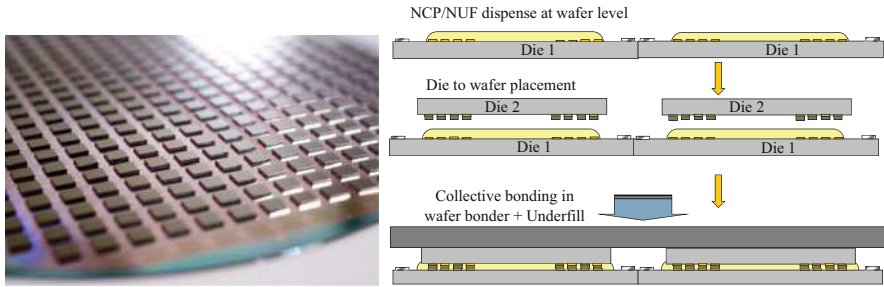 NCP/NUF dispense at wafer level
Die 1
Die 1
Die to wafer placement
Die 2
Die 2
Die 1
Die 1
Collective bonding in
wafer bonder + Underfill